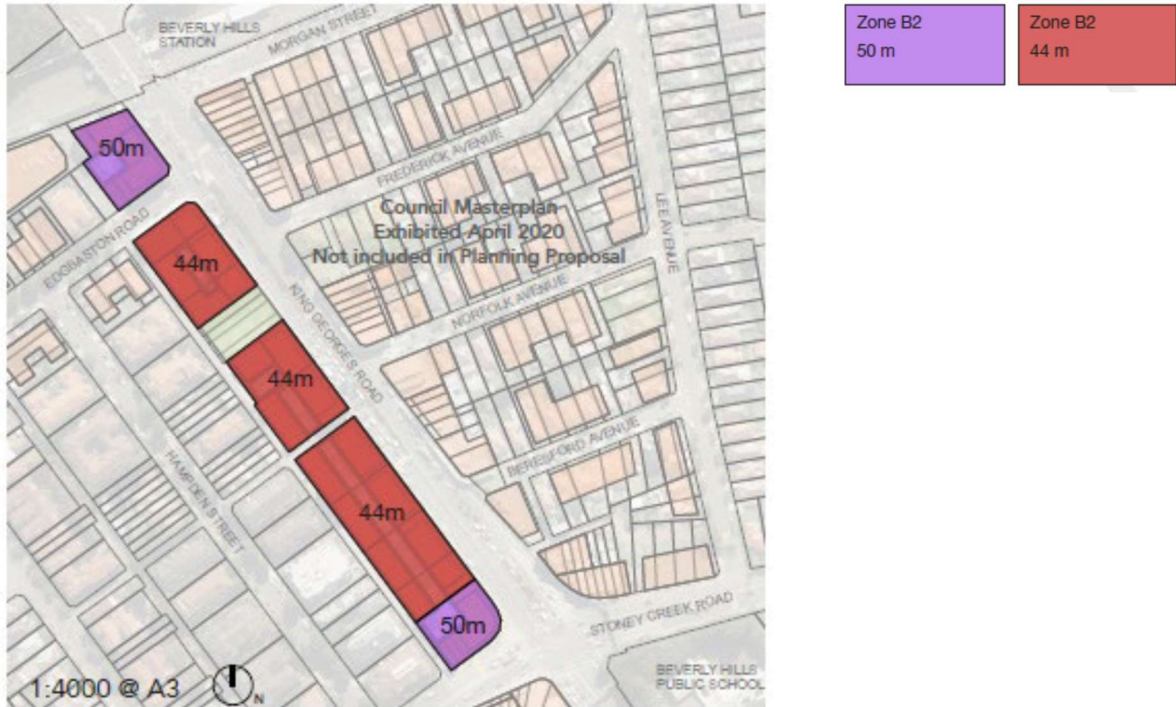 BEVERLY HILLS
STATION
MORGAN STREET
Zone B2
50 m
Zone B2
44 m
50m
FREDERICK AVENUE
EDGBASTON ROAD
44m
Council Masterplan
Exhibited April 2020
Not included in Planning Proposal
LEE AVENUE
KING GEORGES ROAD
NORFOLK AVENUE
44m
BERESFORD AVENUE
HAMPDEN STREET
44m
50m
STONEY CREEK ROAD
BEVERLY HILLS
PUBLIC SCHOOL
1:4000 @ A3
N